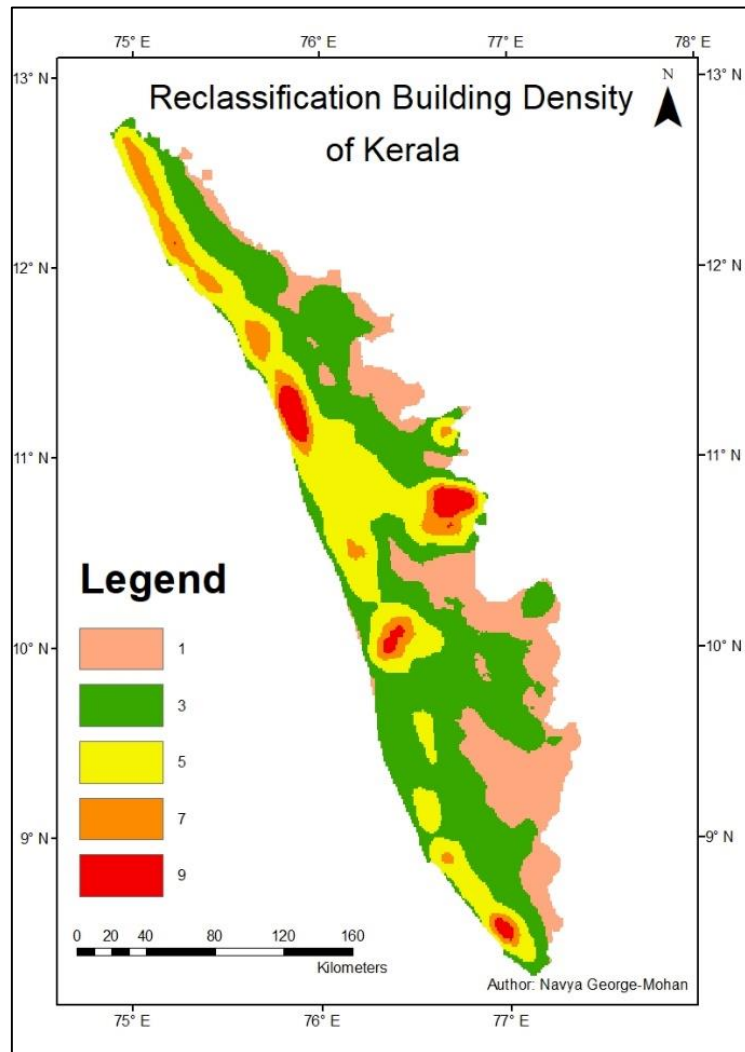 75° E 76° E 77° E 78° E
13° N 13° N
N
Reclassification Building Density
of Kerala
12° N 12° N
11° N 11° N
Legend
1
10° N 10° N
3
5
7
9° N 9° N
9
0 20 40 80 120 160
Kilometers
Author: Navya George-Mohan
75° E 76° E 77° E